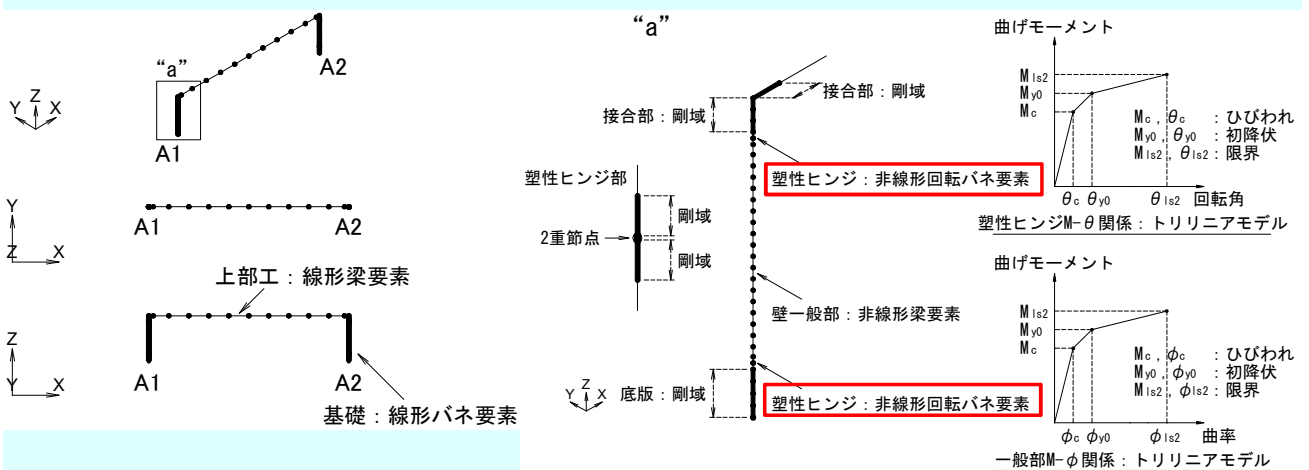 “a”
A2
A1
Z
Y
X
Y
A1
A2
Z
X
上部工：線形梁要素
Z
Y
X
A1
A2
基礎：線形バネ要素
“a”
接合部：剛域
接合部：剛域
塑性ヒンジ：非線形回転バネ要素
塑性ヒンジ部
剛域
2重節点
剛域
壁一般部：非線形梁要素
Z
Y
X
底版：剛域
塑性ヒンジ：非線形回転バネ要素
曲げモーメント
Mls2
My0
Mc
Mc，θc ：ひびわれ
My0，θy0 ：初降伏
Mls2，θls2：限界
θc θy0 θls2 回転角
塑性ヒンジM-θ関係：トリリニアモデル
曲げモーメント
Mls2
My0
Mc
Mc，φc ：ひびわれ
My0，φy0 ：初降伏
Mls2，φls2：限界
φc φy0 φls2 曲率
一般部M-φ関係：トリリニアモデル